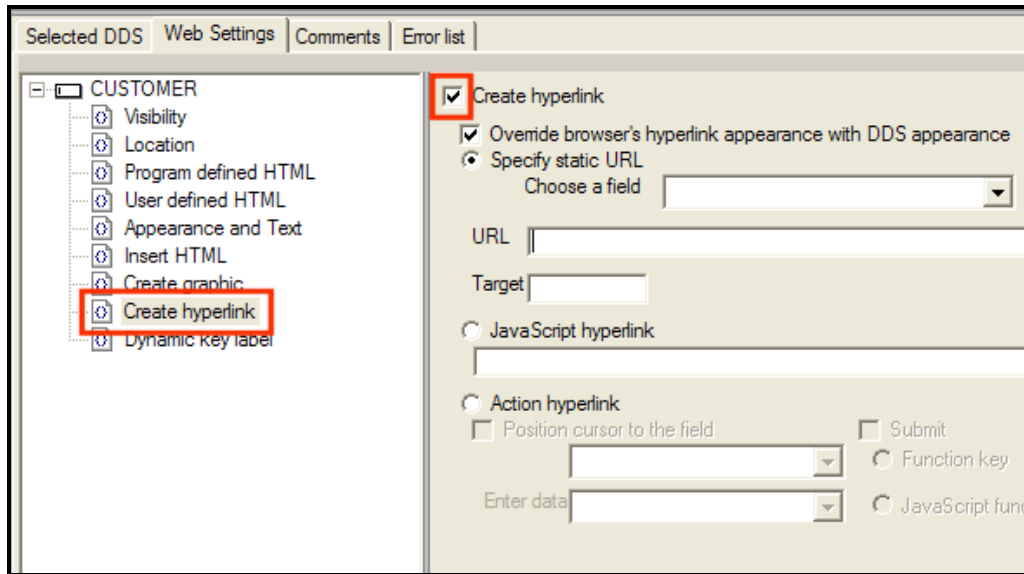 Selected DDS Web Settings Comments Error list
CUSTOMER
Visibility
Location
Program defined HTML
User defined HTML
Appearance and Text
Insert HTML
Create graphic
Create hyperlink
Dynamic key label
Create hyperlink
Override browser's hyperlink appearance with DDS appearance
Specify static URL
Choose a field
URL
Target
JavaScript hyperlink
Action hyperlink
Position cursor to the field Submit
Function key
Enter data JavaScript func